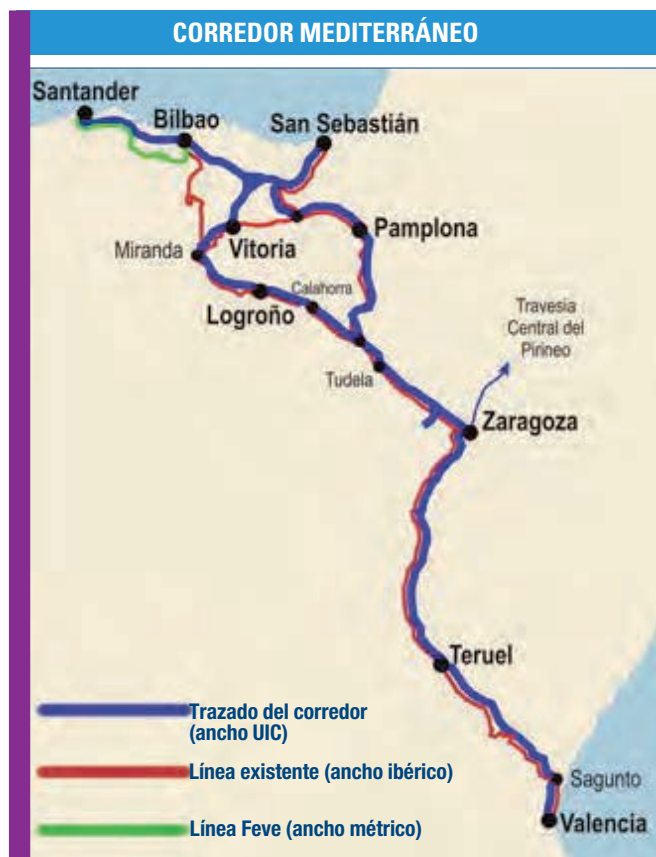 CORREDOR MEDITERRÁNEO
Santander
Bilbao
San Sebastián
Miranda
Vitoria
Pamplona
Logroño
Calahorra
Travesia
Central del
Pirineo
Tudela
Zaragoza
Teruel
Trazado del corredor
(ancho UIC)
Línea existente (ancho ibérico)
Sagunto
Línea Feve (ancho métrico)
Valencia